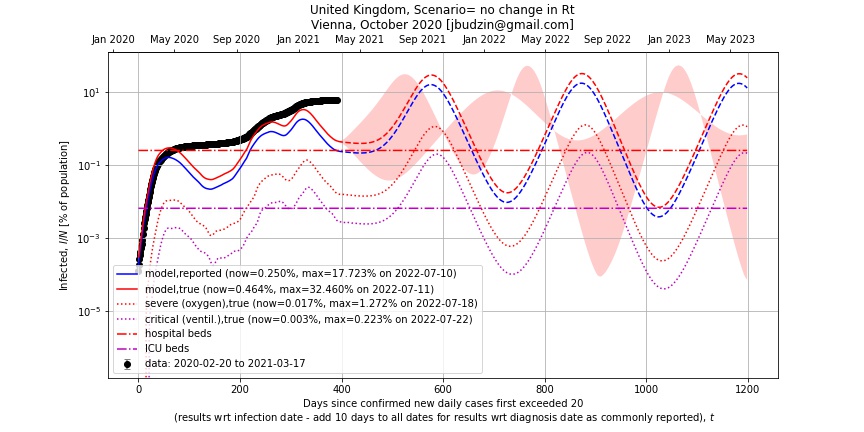 United Kingdom, Scenario= no change in Rt
Vienna, October 2020 [jbudzin@gmail.com]
Jan 2020 May 2020 Sep 2020 Jan 2021 May 2021 Sep 2021 Jan 2022 May 2022 Sep 2022 Jan 2023 May 2023
10¹
10⁻¹
10⁻³
10⁻⁵
Infected, I/N [% of population]
model,reported (now=0.250%, max=17.723% on 2022-07-10)
model,true (now=0.464%, max=32.460% on 2022-07-11)
severe (oxygen),true (now=0.017%, max=1.272% on 2022-07-18)
critical (ventil.),true (now=0.003%, max=0.223% on 2022-07-22)
hospital beds
ICU beds
data: 2020-02-20 to 2021-03-17
0 200 400 600 800 1000 1200
Days since confirmed new daily cases first exceeded 20
(results wrt infection date - add 10 days to all dates for results wrt diagnosis date as commonly reported), t